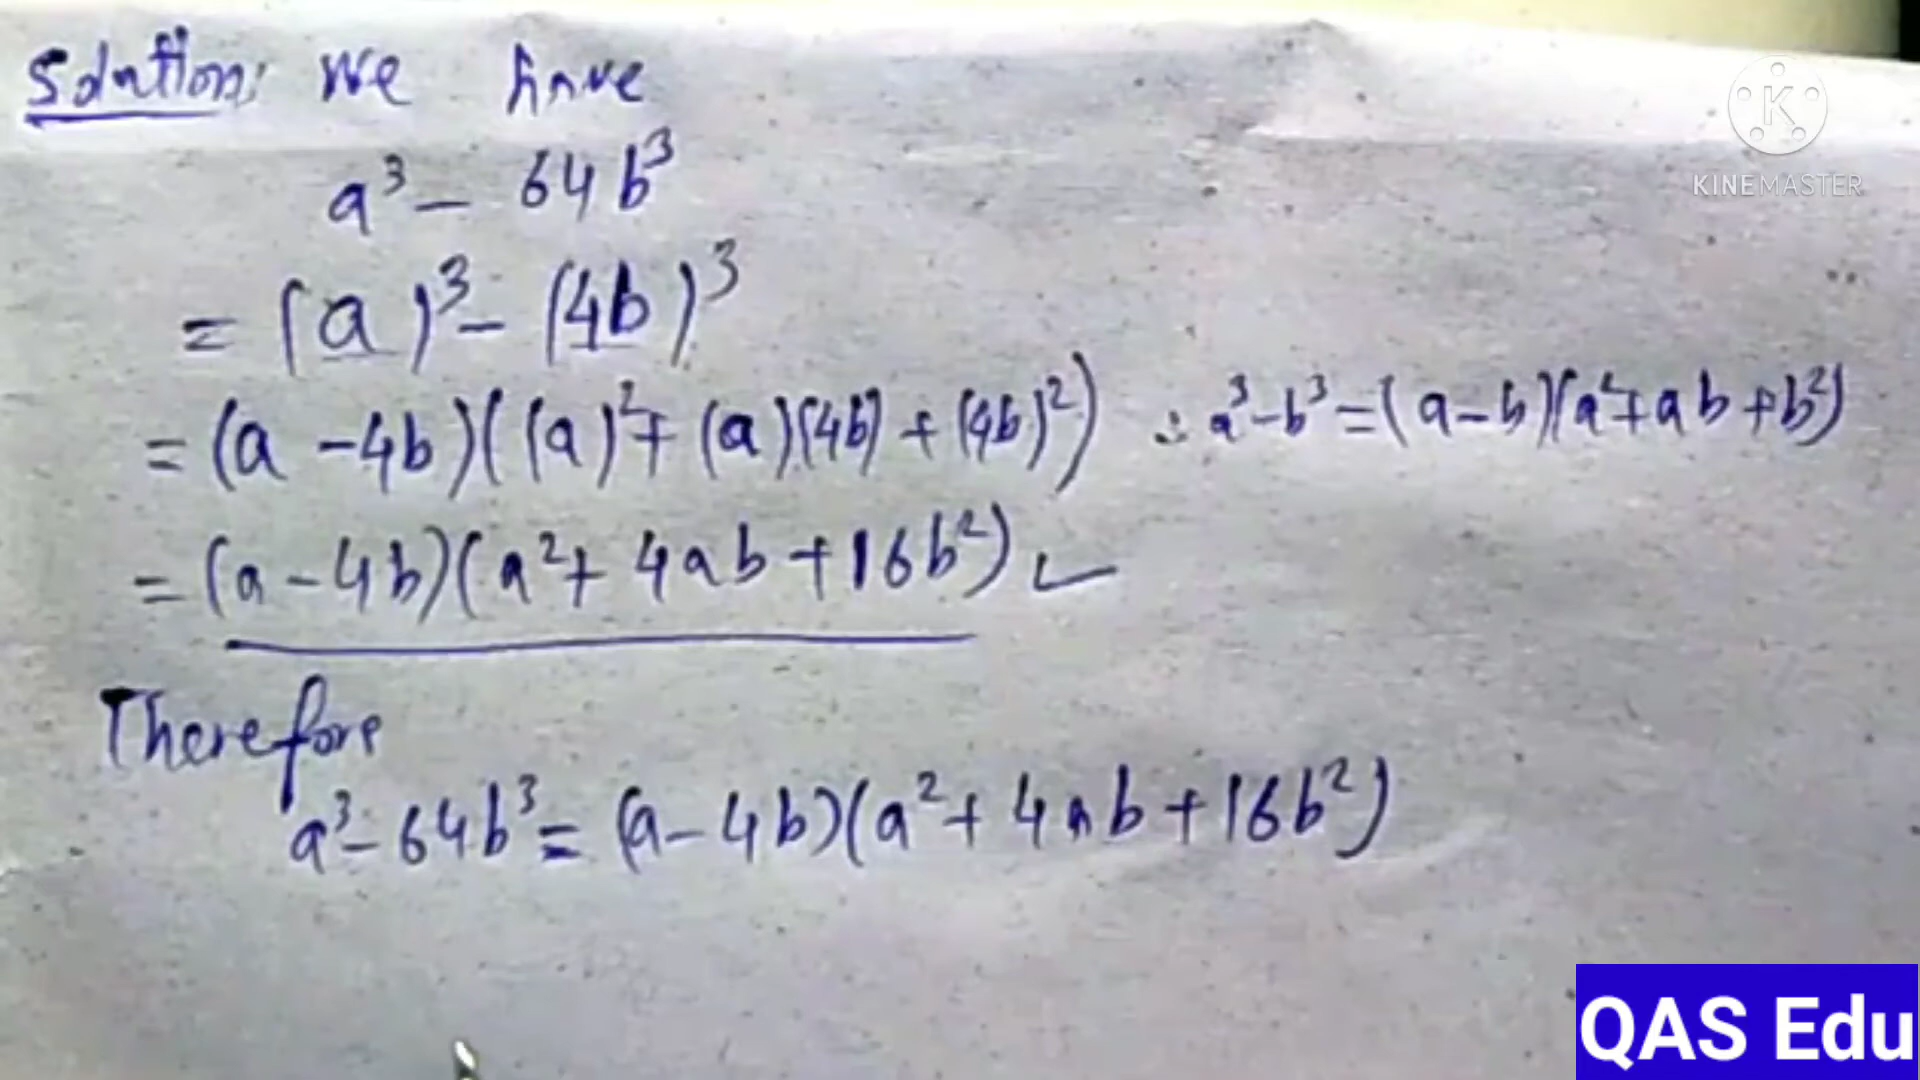 Solution: We have
a³ - 64b³
= (a)³ - (4b)³
= (a - 4b)((a)² + (a)(4b) + (4b)²) ∴ a³-b³=(a-b)(a²+ab+b²)
= (a - 4b)(a² + 4ab + 16b²) ✓
Therefore
a³ - 64b³ = (a - 4b)(a² + 4ab + 16b²)
K
KINEMASTER
QAS Edu